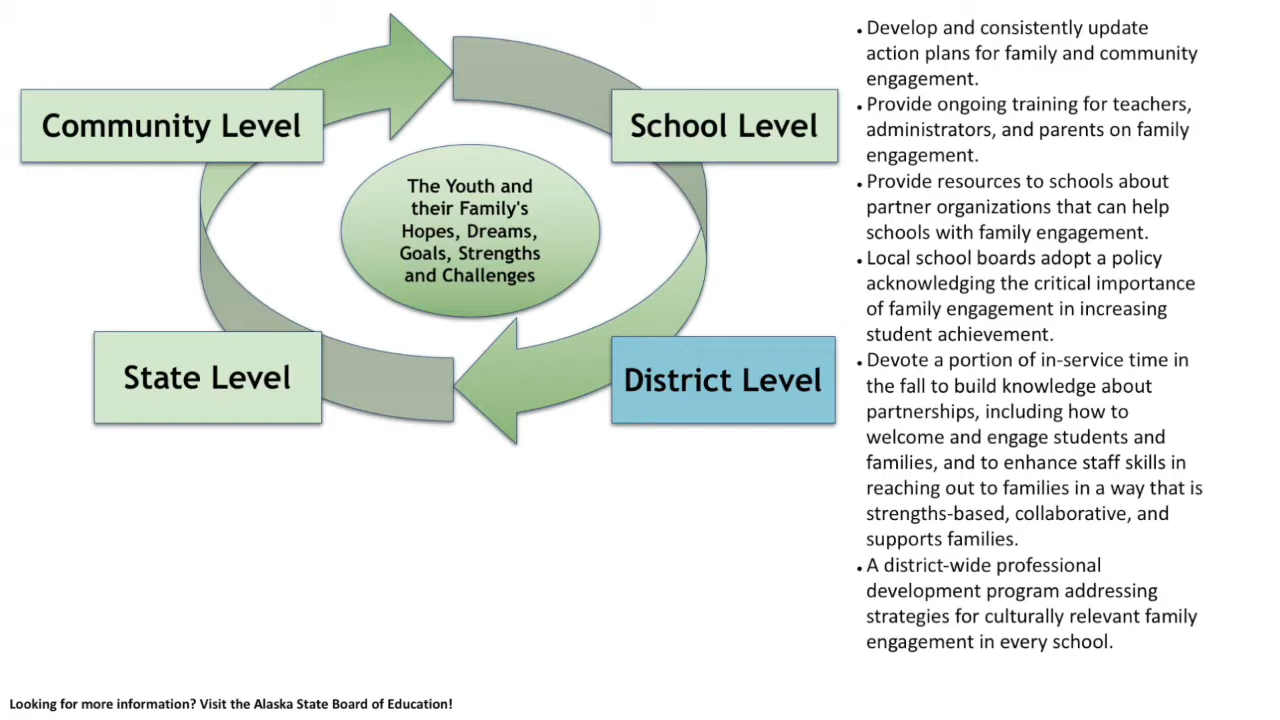 Community Level
School Level
The Youth and
their Family's
Hopes, Dreams,
Goals, Strengths
and Challenges
State Level
District Level
• Develop and consistently update
action plans for family and community
engagement.
• Provide ongoing training for teachers,
administrators, and parents on family
engagement.
• Provide resources to schools about
partner organizations that can help
schools with family engagement.
• Local school boards adopt a policy
acknowledging the critical importance
of family engagement in increasing
student achievement.
• Devote a portion of in-service time in
the fall to build knowledge about
partnerships, including how to
welcome and engage students and
families, and to enhance staff skills in
reaching out to families in a way that is
strengths-based, collaborative, and
supports families.
• A district-wide professional
development program addressing
strategies for culturally relevant family
engagement in every school.
Looking for more information? Visit the Alaska State Board of Education!